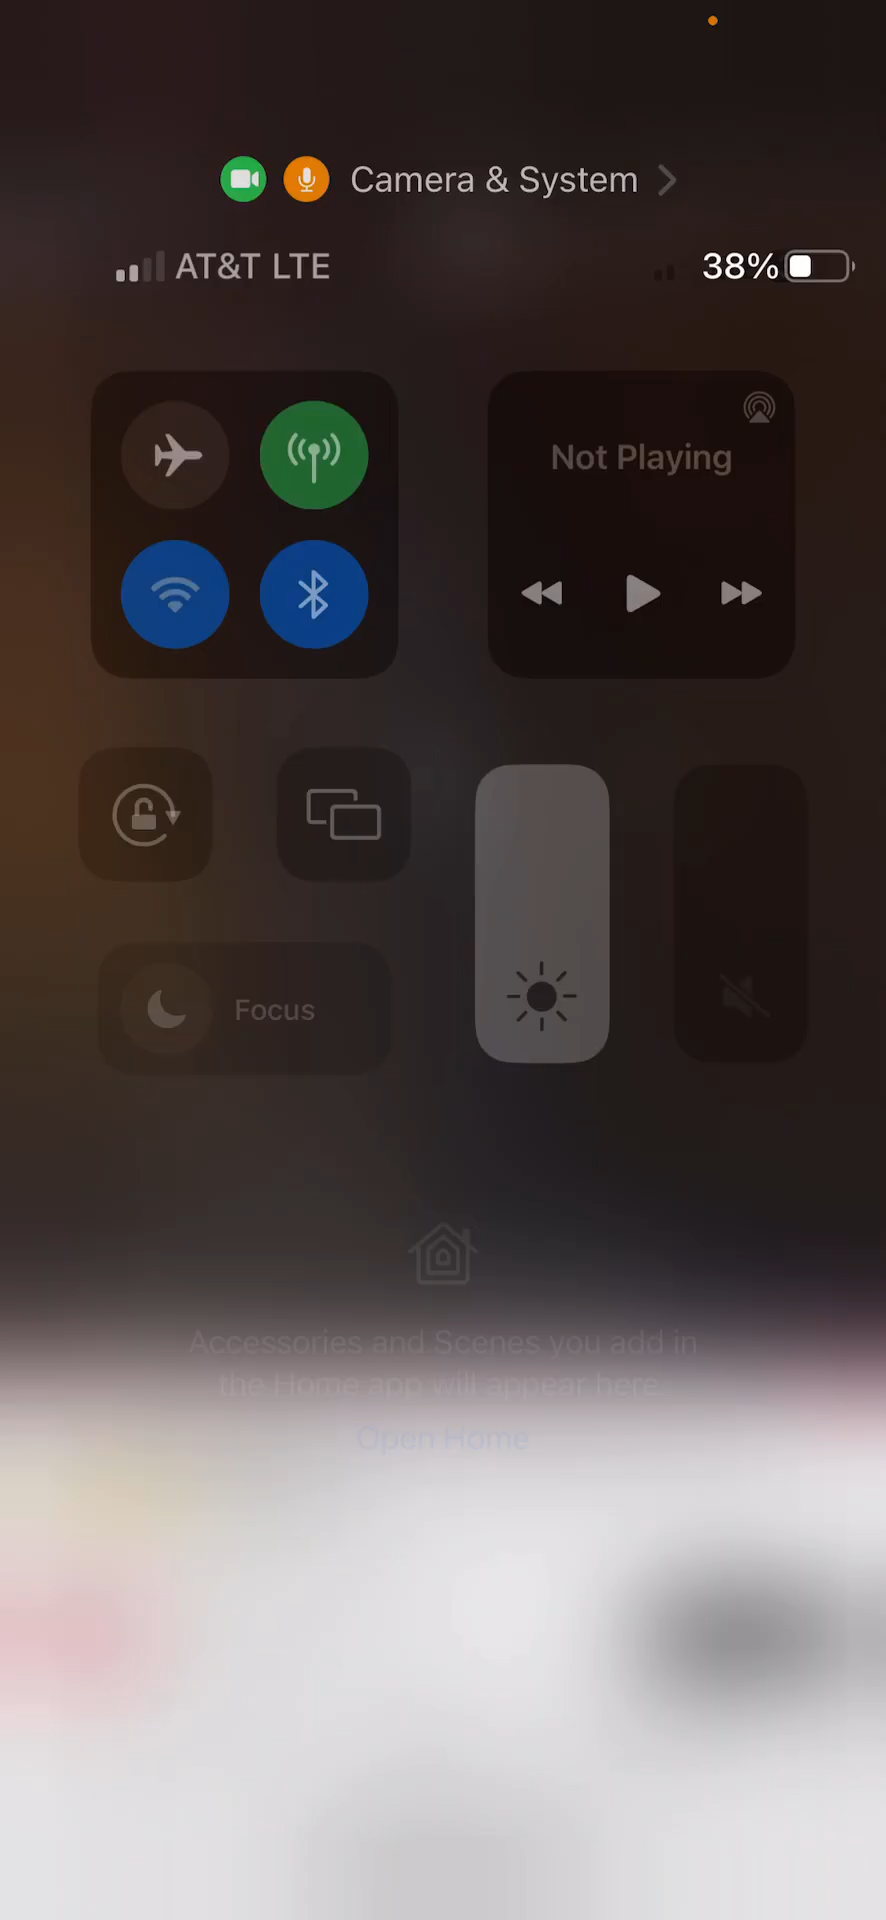 Camera & System
AT&T LTE
38%
Not Playing
Focus
Accessories and Scenes you add in
the Home app will appear here.
Open Home